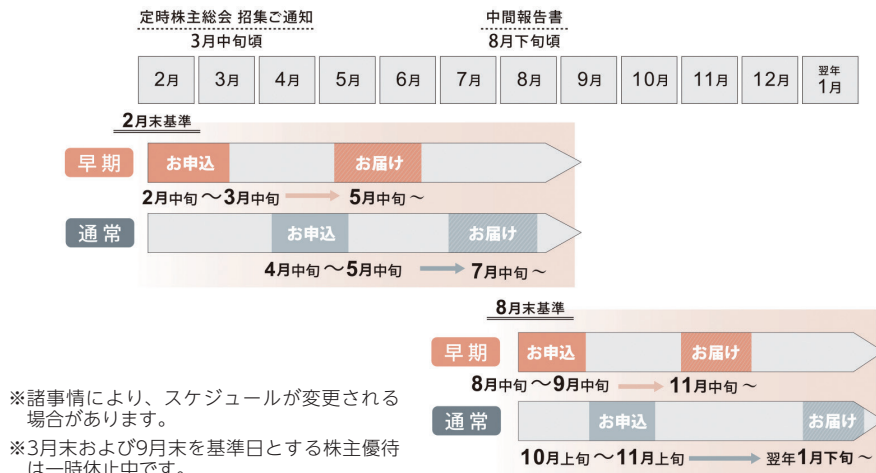 定時株主総会 招集ご通知
3月中旬頃
中間報告書
8月下旬頃
2月 3月 4月 5月 6月 7月 8月 9月 10月 11月 12月 翌年1月
2月末基準
早期 お申込 お届け
2月中旬～3月中旬 5月中旬～
通常 お申込 お届け
4月中旬～5月中旬 7月中旬～
8月末基準
早期 お申込 お届け
8月中旬～9月中旬 11月中旬～
通常 お申込 お届け
10月上旬～11月上旬 翌年1月下旬～
※諸事情により、スケジュールが変更される
場合があります。
※3月末および9月末を基準日とする株主優待
は一時休止中です。